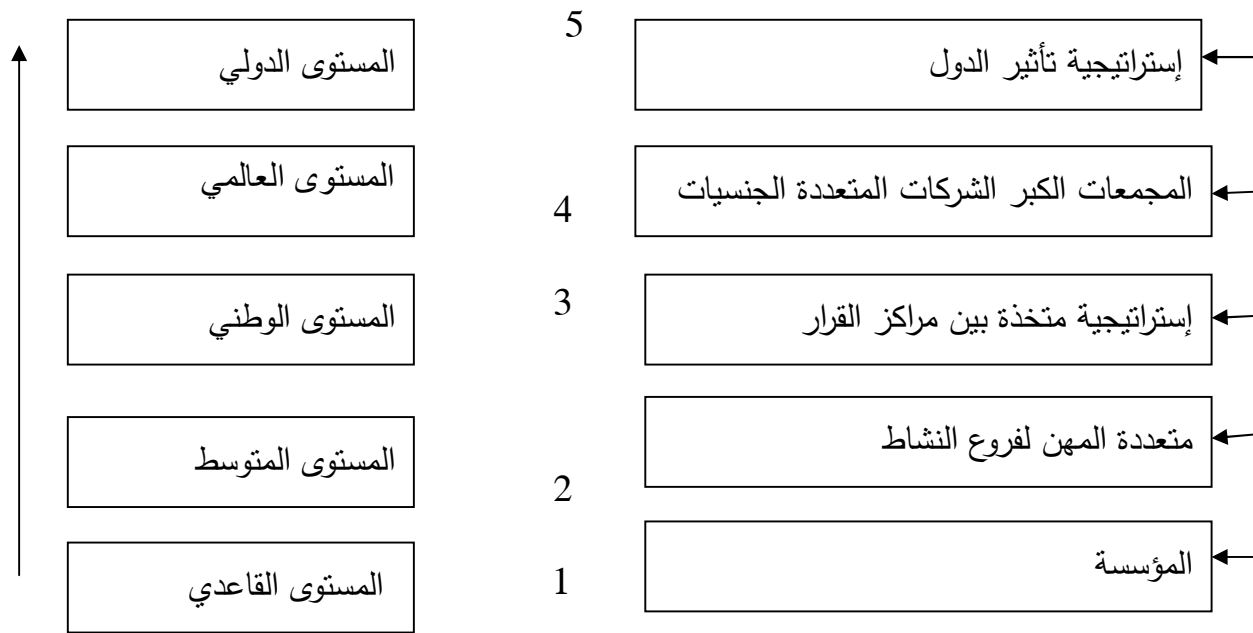 إستراتيجية تأثير الدول
5
المستوى الدولي
المجمعات الكبر الشركات المتعددة الجنسيات
4
المستوى العالمي
إستراتيجية متخذة بين مراكز القرار
3
المستوى الوطني
متعددة المهن لفروع النشاط
2
المستوى المتوسط
المؤسسة
1
المستوى القاعدي